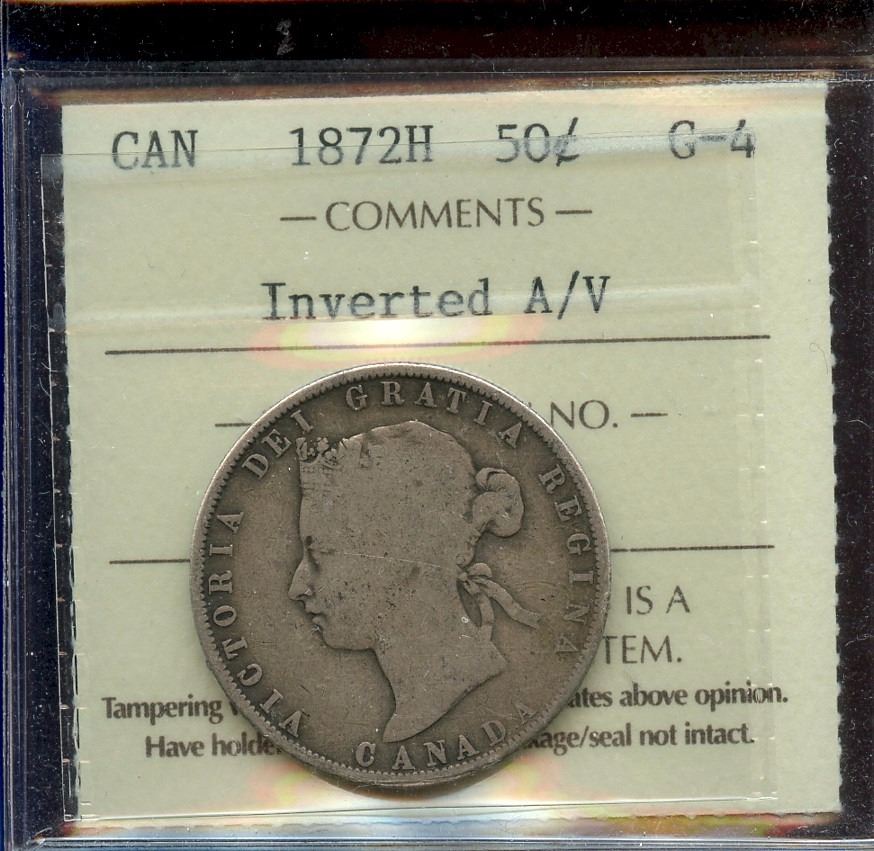 CAN 1872H 50¢ G-4
— COMMENTS —
Inverted A/V
NO. —
VICTORIA DEI GRATIA REGINA
CANADA
IS A
TEM.
Tampering ates above opinion.
Have holde age/seal not intact.